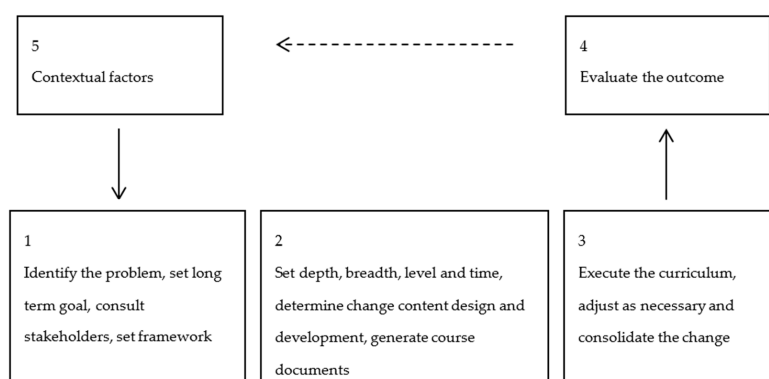 5
Contextual factors
4
Evaluate the outcome
1
Identify the problem, set long
term goal, consult
stakeholders, set framework
2
Set depth, breadth, level and time,
determine change content design and
development, generate course
documents
3
Execute the curriculum,
adjust as necessary and
consolidate the change